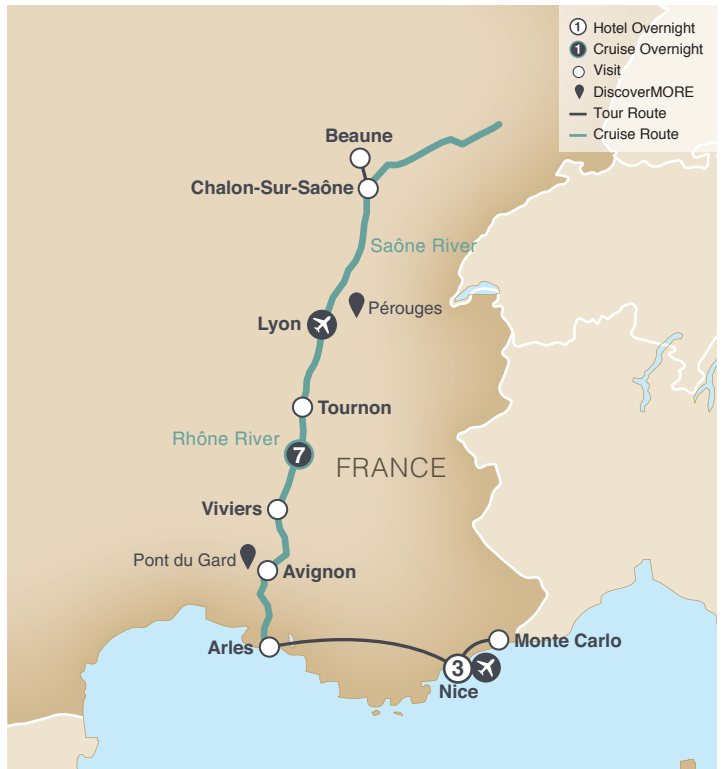 1 Hotel Overnight
1 Cruise Overnight
Visit
DiscoverMORE
Tour Route
Cruise Route
Beaune
Chalon-Sur-Saône
Saône River
Pérouges
Lyon
Tournon
Rhône River
7
FRANCE
Viviers
Pont du Gard
Avignon
Arles
Monte Carlo
3
Nice